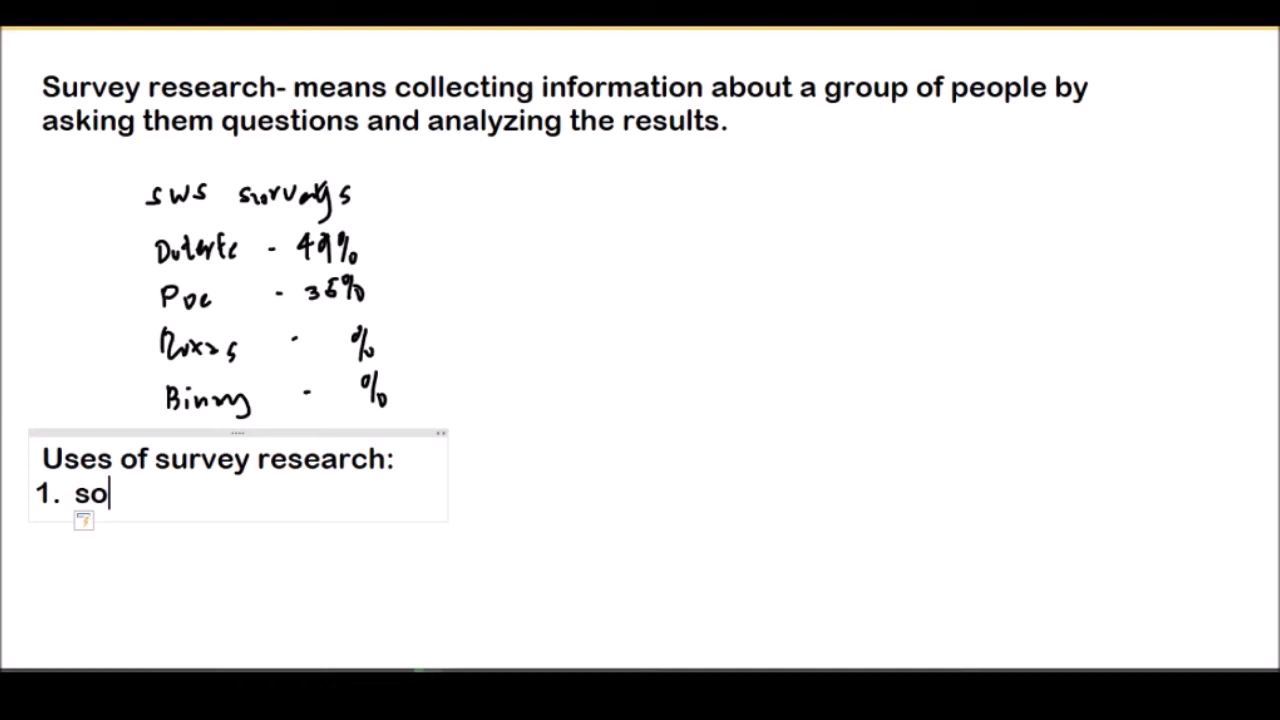 Survey research- means collecting information about a group of people by
asking them questions and analyzing the results.
SWS surveys
Duterte - 49%
Poe - 35%
Roxas - %
Binay - %
Uses of survey research:
1. so